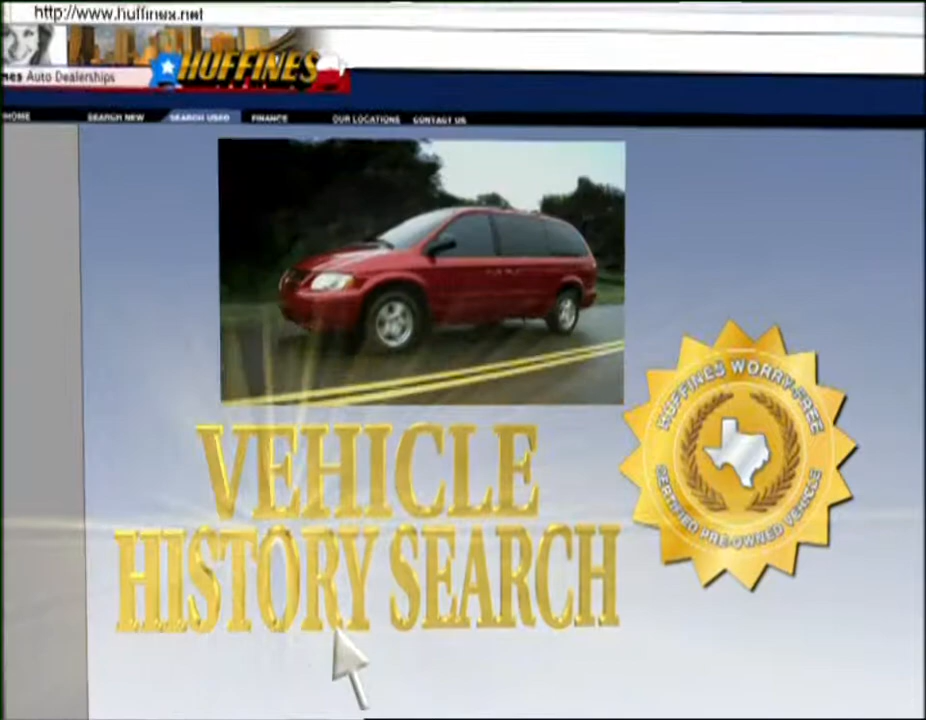 http://www.huffines.net
HUFFINES
nes Auto Dealerships
HOME
SEARCH NEW
SEARCH USED
FINANCE
OUR LOCATIONS
CONTACT US
VEHICLE
HISTORY SEARCH
HUFFINES WORRY-FREE
CERTIFIED PRE-OWNED VEHICLE